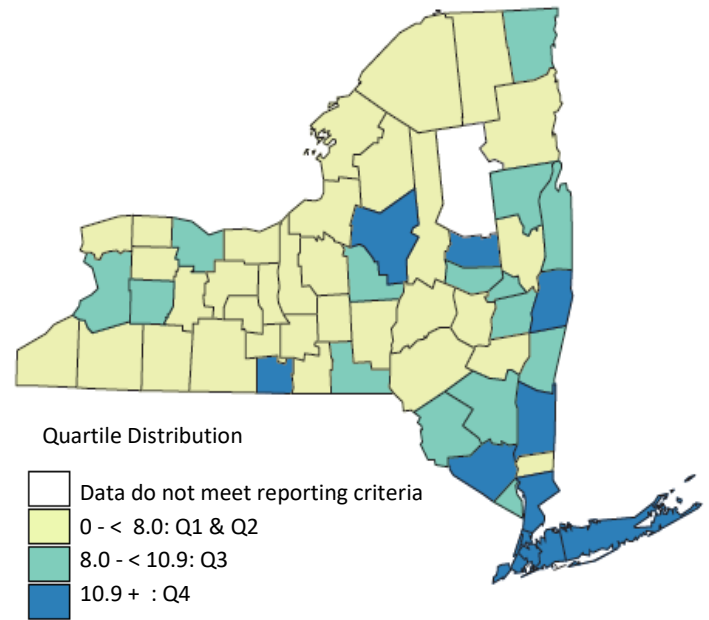 Quartile Distribution
Data do not meet reporting criteria
0 - < 8.0: Q1 & Q2
8.0 - < 10.9: Q3
10.9 + : Q4